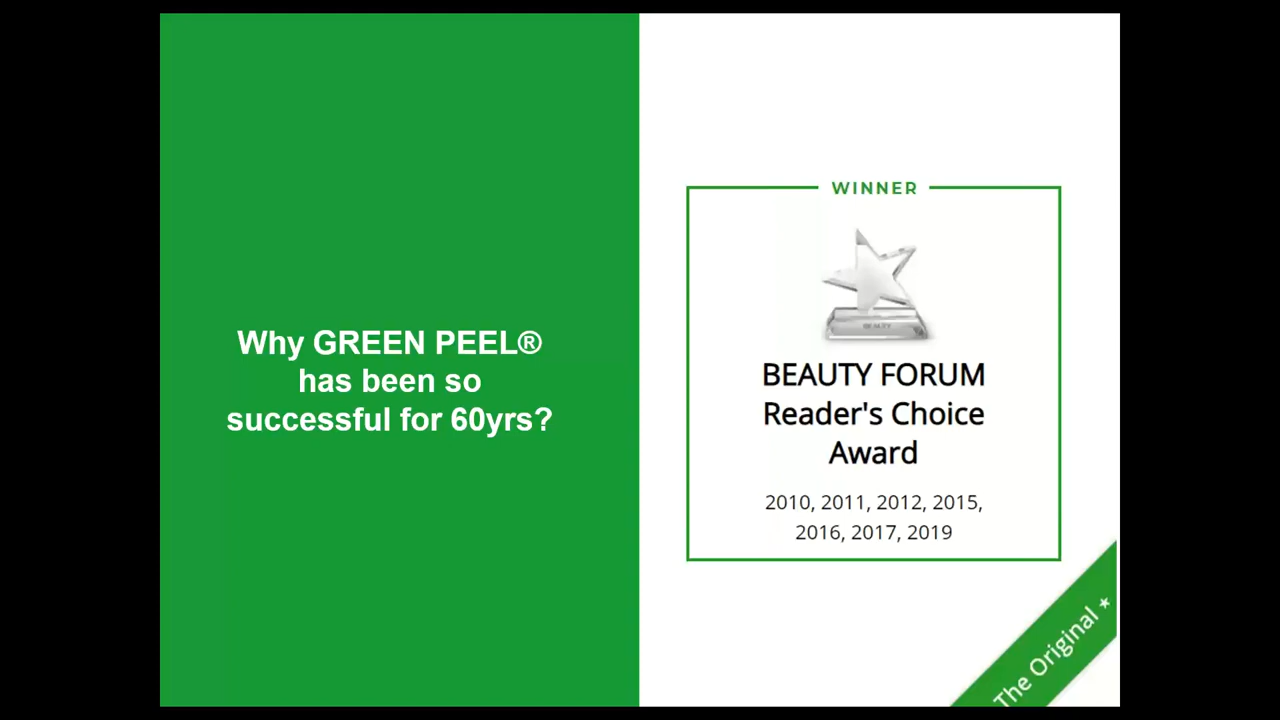 Why GREEN PEEL®
has been so
successful for 60yrs?
WINNER
BEAUTY
BEAUTY FORUM
Reader's Choice
Award
2010, 2011, 2012, 2015,
2016, 2017, 2019
The Original